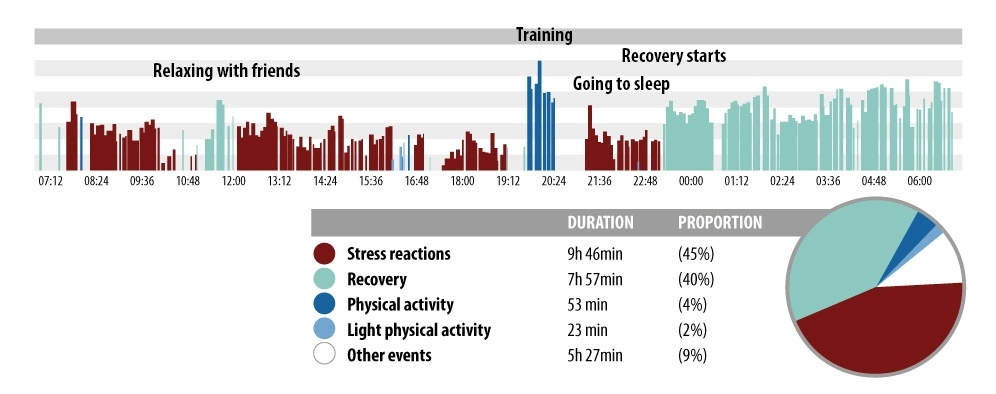 Training
Recovery starts
Relaxing with friends
Going to sleep
07:12 08:24 09:36 10:48 12:00 13:12 14:24 15:36 16:48 18:00 19:12 20:24 21:36 22:48 00:00 01:12 02:24 03:36 04:48 06:00
DURATION PROPORTION
Stress reactions 9h 46min (45%)
Recovery 7h 57min (40%)
Physical activity 53 min (4%)
Light physical activity 23 min (2%)
Other events 5h 27min (9%)